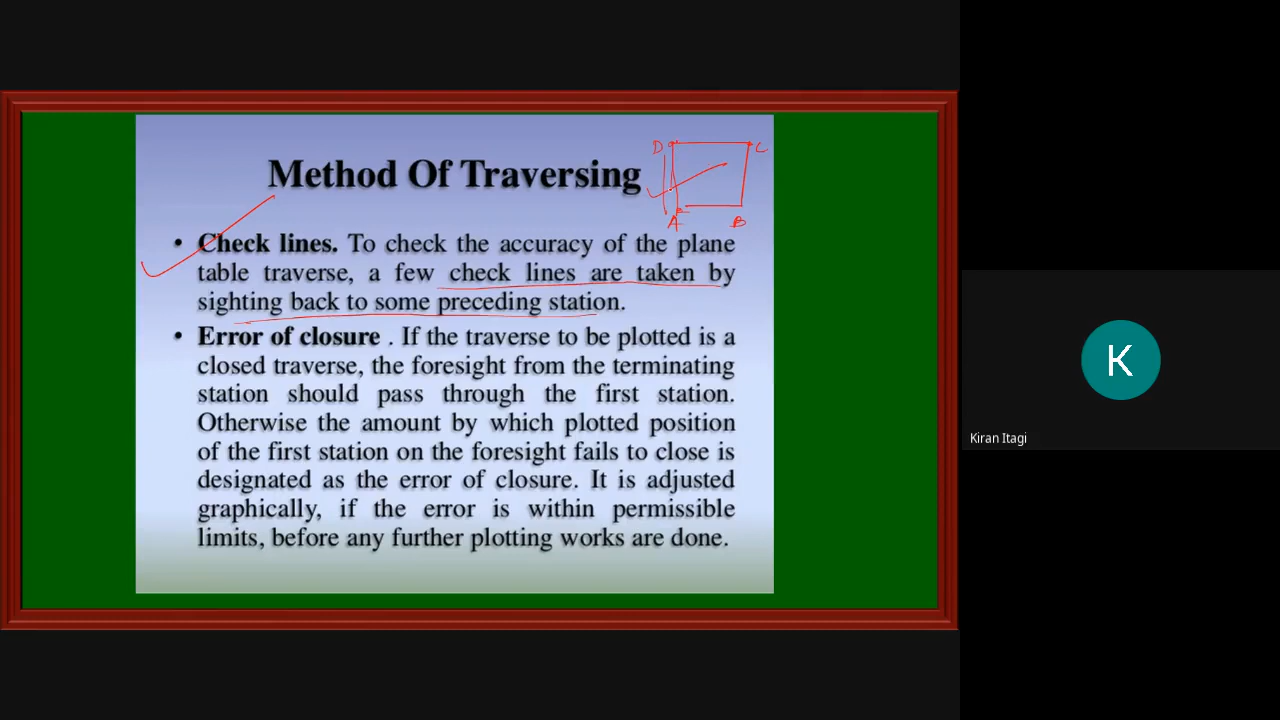 Method Of Traversing
D
C
A
B
• Check lines. To check the accuracy of the plane
table traverse, a few check lines are taken by
sighting back to some preceding station.
• Error of closure . If the traverse to be plotted is a
closed traverse, the foresight from the terminating
station should pass through the first station.
Otherwise the amount by which plotted position
of the first station on the foresight fails to close is
designated as the error of closure. It is adjusted
graphically, if the error is within permissible
limits, before any further plotting works are done.
K
Kiran Itagi